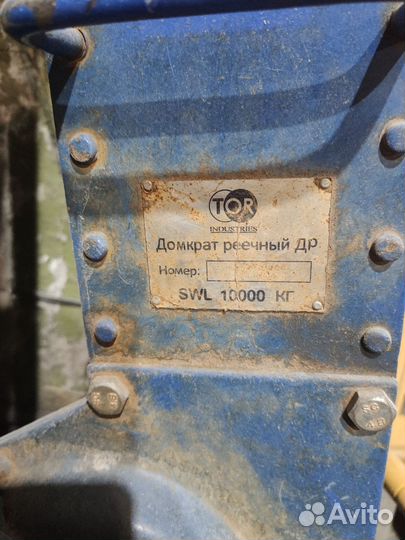 TOR
INDUSTRIES
Домкрат реечный ДР
Номер:
SWL 10000 КГ
Avito